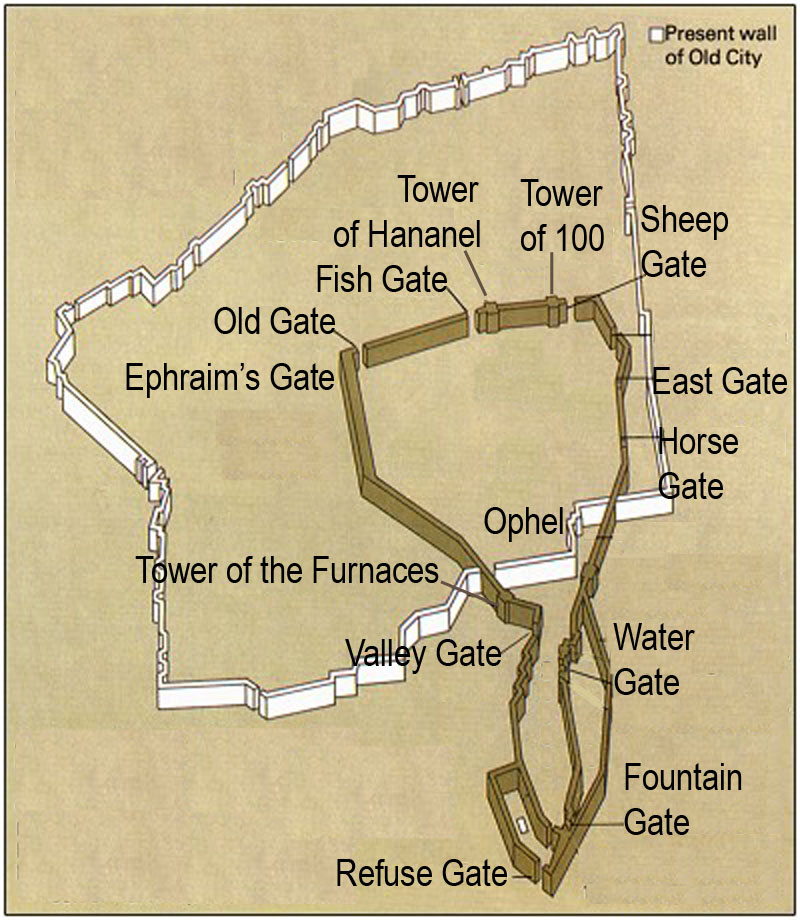 Present wall
of Old City
Tower
of Hananel
Tower
of 100
Sheep
Gate
Fish Gate
Old Gate
Ephraim's Gate
East Gate
Horse
Gate
Ophel
Tower of the Furnaces
Valley Gate
Water
Gate
Fountain
Gate
Refuse Gate